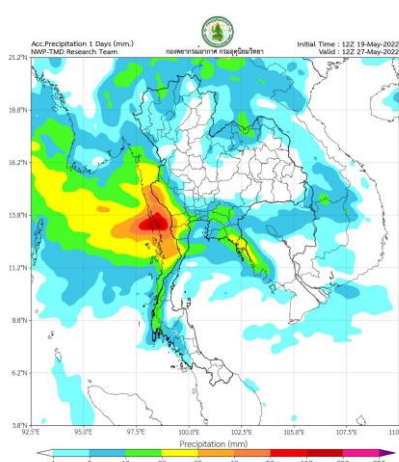 Acc.Precipitation 1 Days (mm.)
NWP-TMD Research Team
กองพยากรณ์อากาศ กรมอุตุนิยมวิทยา
Initial Time : 12Z 19-May-2022
Valid : 12Z 27-May-2022
21.2°N
18.8°N
16.2°N
13.8°N
11.2°N
8.8°N
6.2°N
3.8°N
92.5°E 95.0°E 97.5°E 100.0°E 102.5°E 105.0°E 107.5°E
Precipitation (mm)